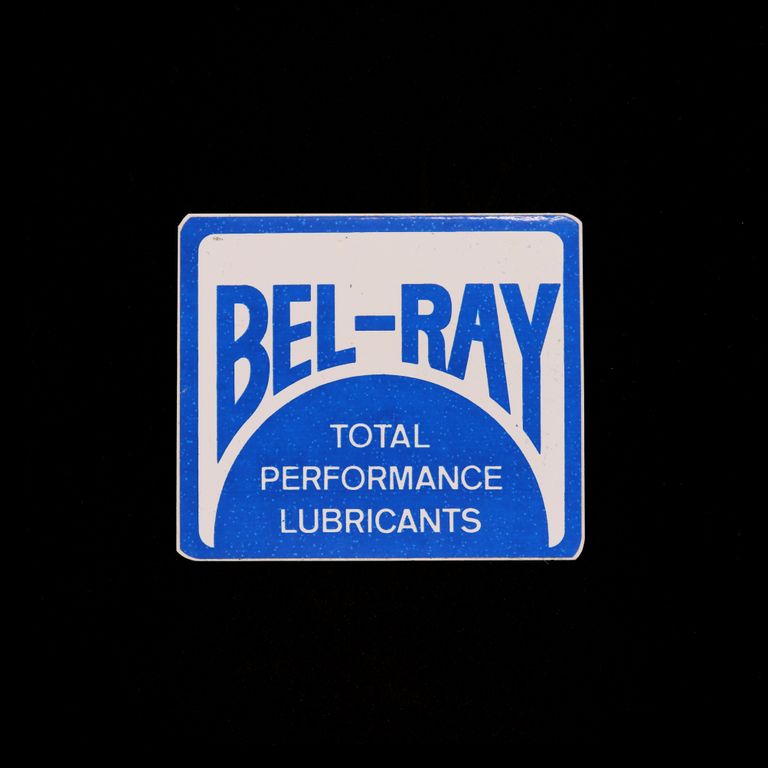 BEL-RAY
TOTAL
PERFORMANCE
LUBRICANTS